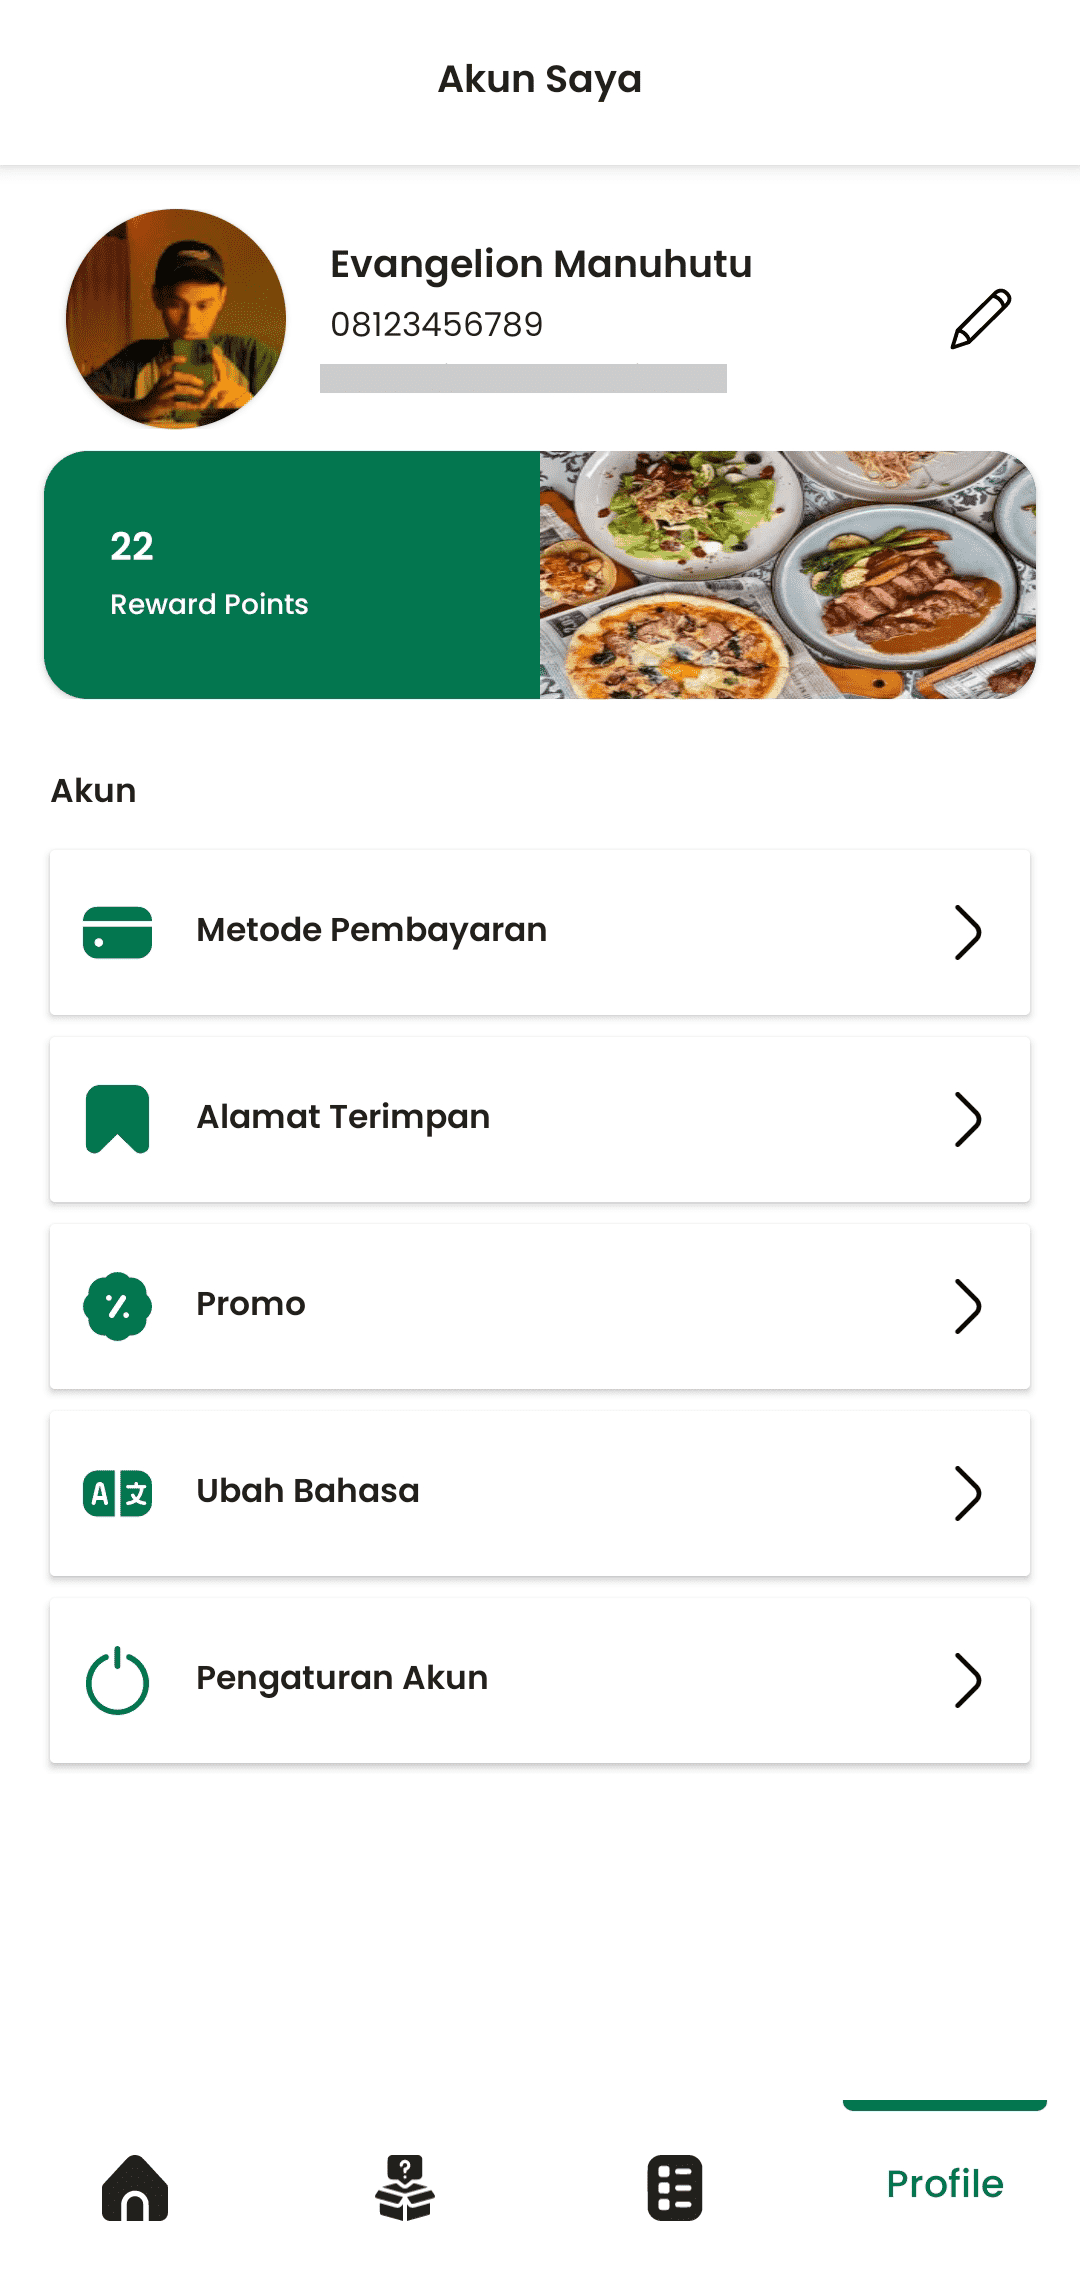 Akun Saya
Evangelion Manuhutu
08123456789
22
Reward Points
Akun
Metode Pembayaran
Alamat Terimpan
Promo
Ubah Bahasa
Pengaturan Akun
Profile